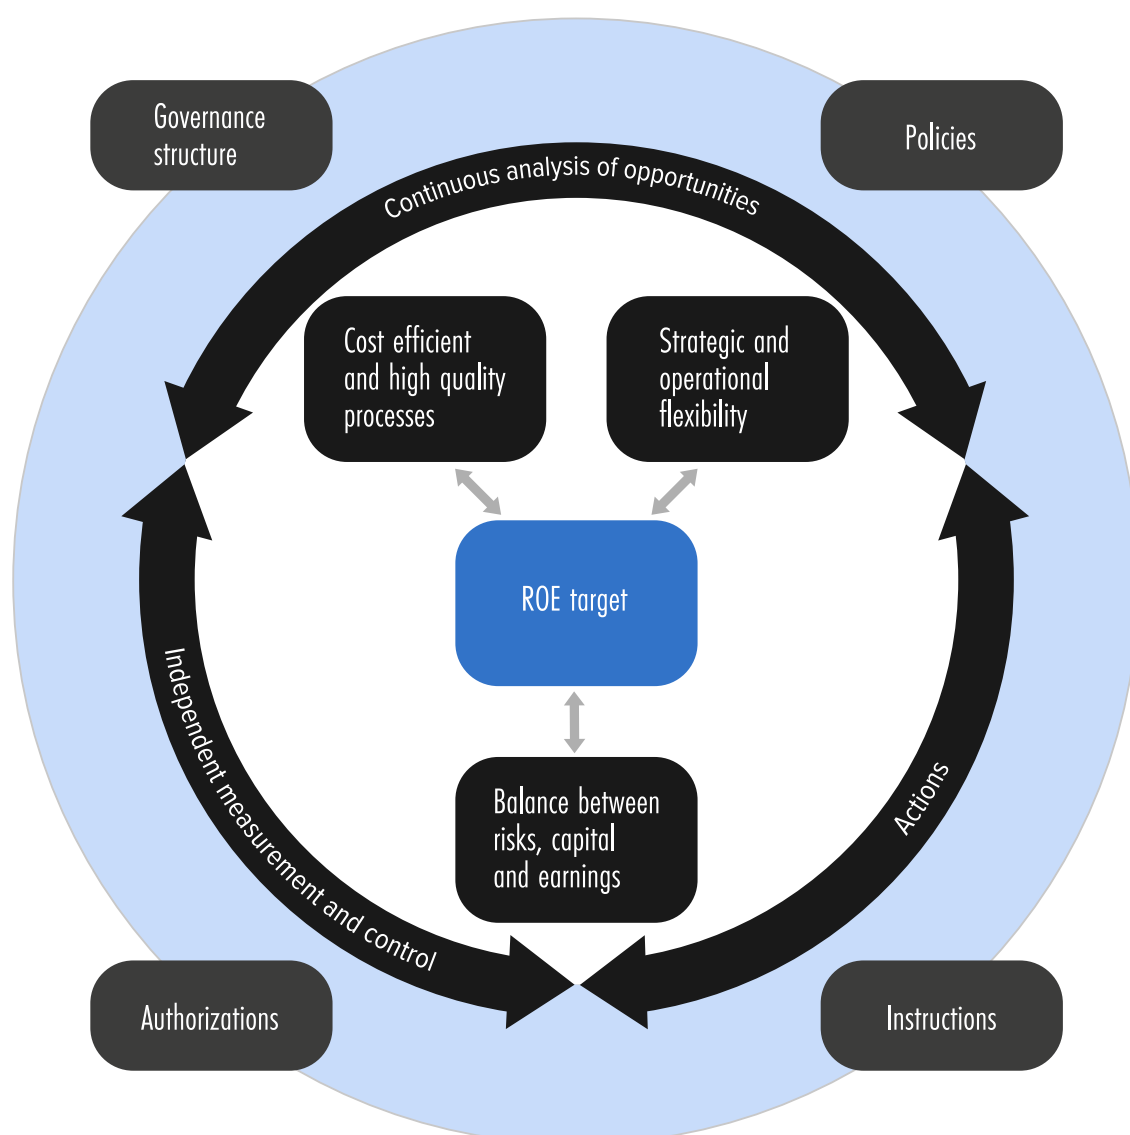 Governance
structure
Policies
Continuous analysis of opportunities
Cost efficient
and high quality
processes
Strategic and
operational
flexibility
ROE target
Independent measurement and control
Actions
Balance between
risks, capital
and earnings
Authorizations
Instructions